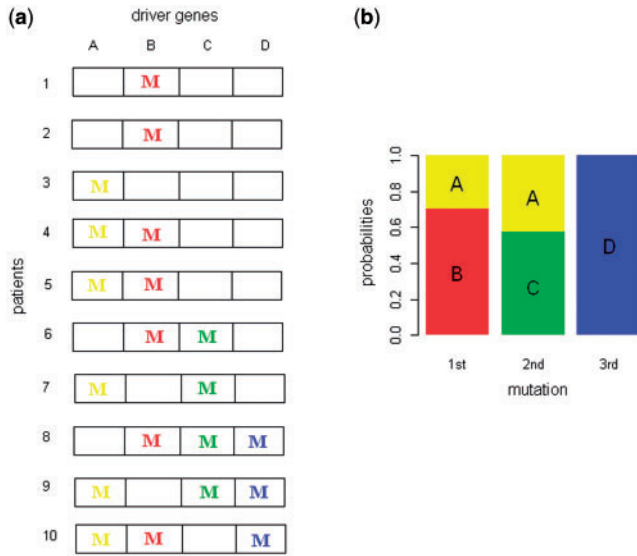 (a)
driver genes
A B C D
patients
1 M
2 M
3 M
4 M M
5 M M
6 M M
7 M M
8 M M M
9 M M M
10 M M M
(b)
probabilities
1.0
0.8
0.6
0.4
0.2
0.0
A A
B C D
1st 2nd 3rd
mutation